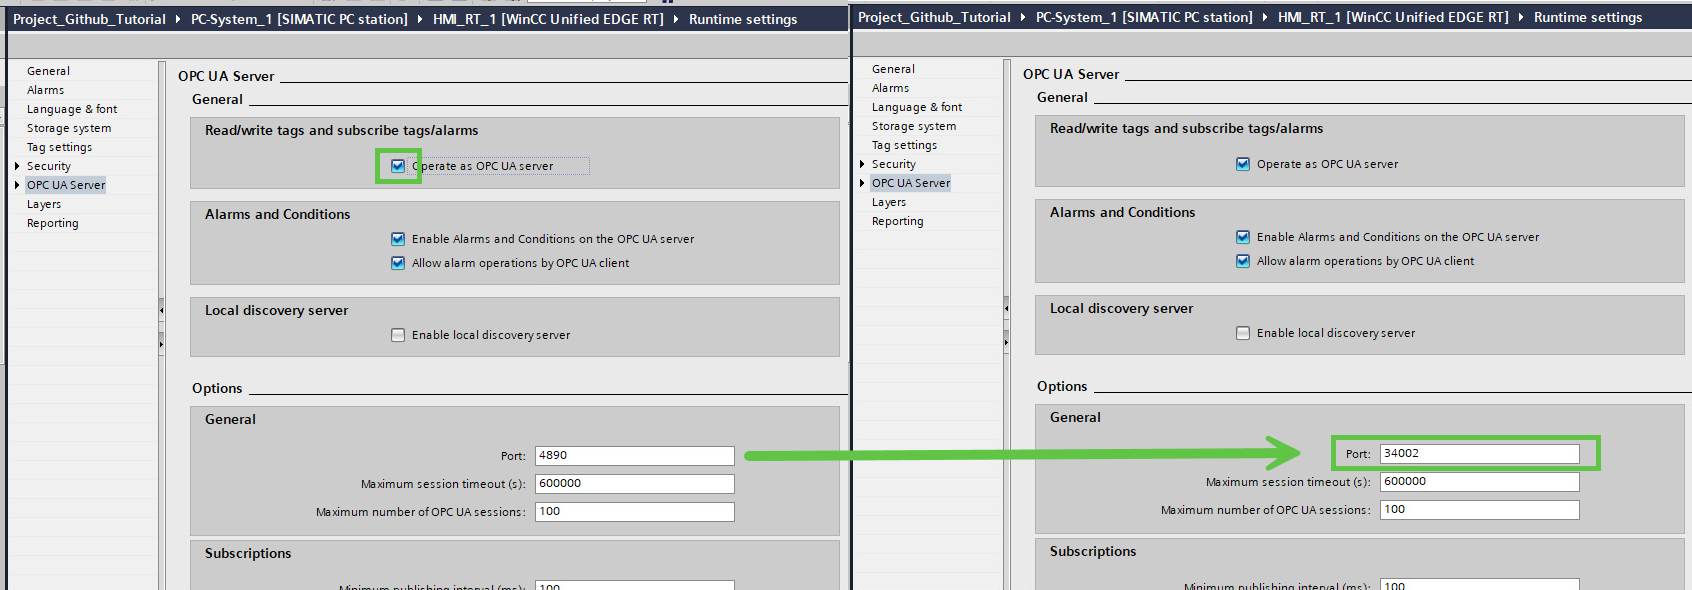 Project_Github_Tutorial PC-System_1 [SIMATIC PC station] HMI_RT_1 [WinCC Unified EDGE RT] Runtime settings
General
Alarms
Language & font
Storage system
Tag settings
Security
OPC UA Server
Layers
Reporting
OPC UA Server
General
Read/write tags and subscribe tags/alarms
Operate as OPC UA server
Alarms and Conditions
Enable Alarms and Conditions on the OPC UA server
Allow alarm operations by OPC UA client
Local discovery server
Enable local discovery server
Options
General
Port: 4890
Maximum session timeout (s): 600000
Maximum number of OPC UA sessions: 100
Subscriptions
Minimum publishing interval (ms): 100
Project_Github_Tutorial PC-System_1 [SIMATIC PC station] HMI_RT_1 [WinCC Unified EDGE RT] Runtime settings
General
Alarms
Language & font
Storage system
Tag settings
Security
OPC UA Server
Layers
Reporting
OPC UA Server
General
Read/write tags and subscribe tags/alarms
Operate as OPC UA server
Alarms and Conditions
Enable Alarms and Conditions on the OPC UA server
Allow alarm operations by OPC UA client
Local discovery server
Enable local discovery server
Options
General
Port: 34002
Maximum session timeout (s): 600000
Maximum number of OPC UA sessions: 100
Subscriptions
Minimum publishing interval (ms): 100